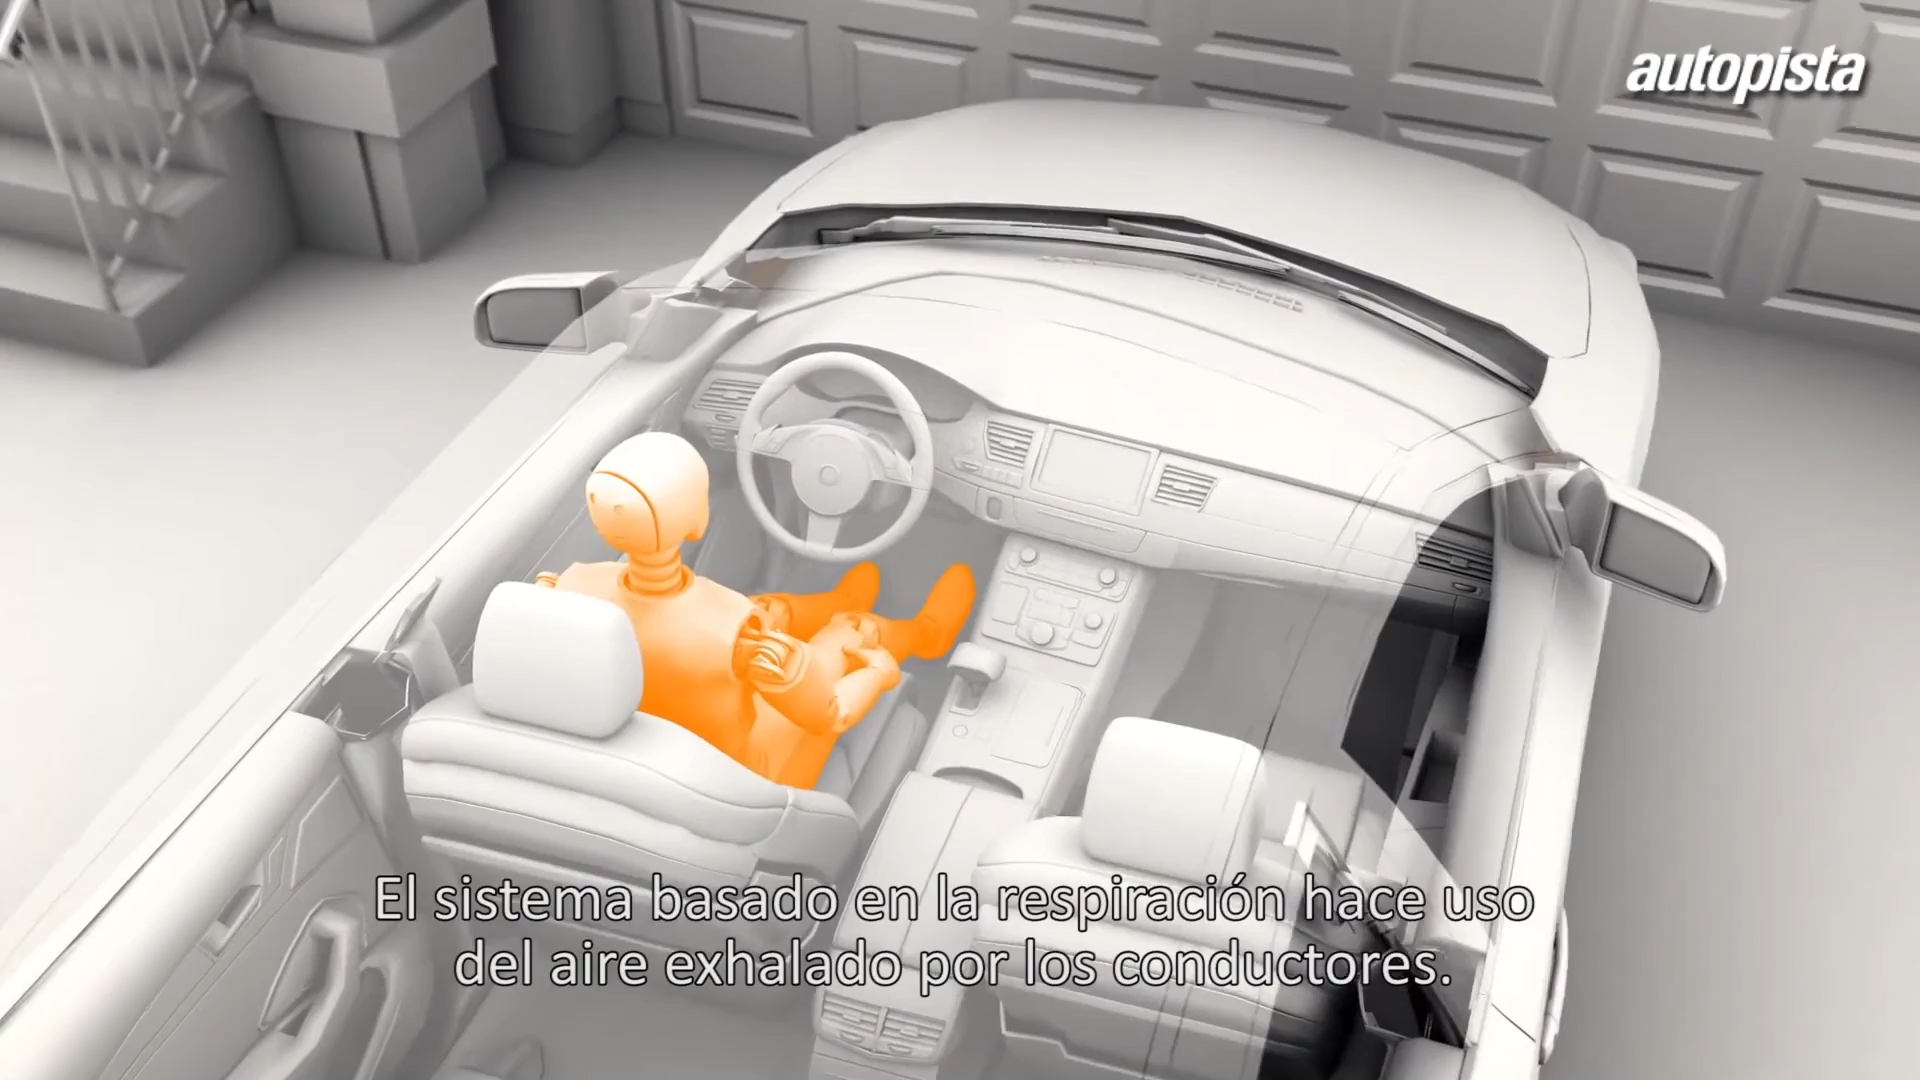 autopista
El sistema basado en la respiración hace uso
del aire exhalado por los conductores.